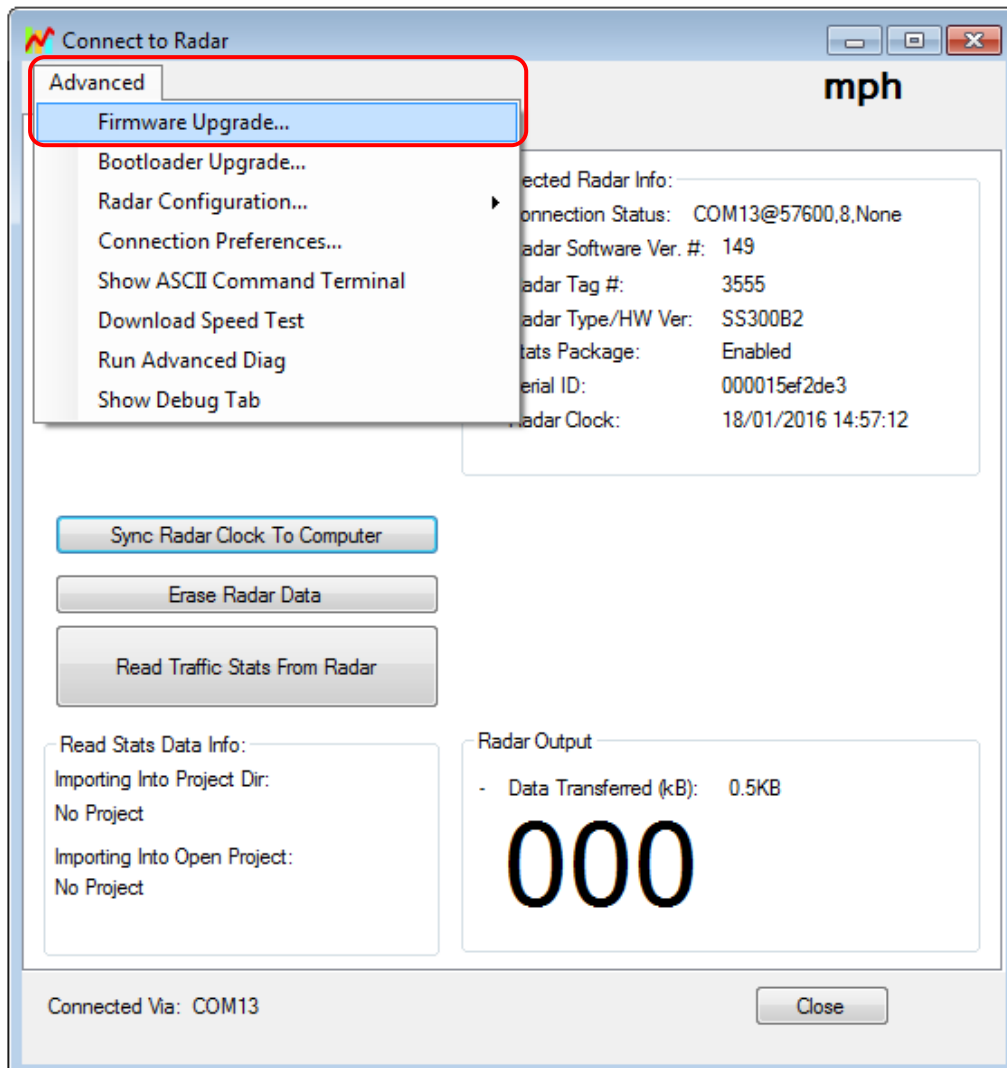 Connect to Radar
Advanced
mph
Firmware Upgrade...
Bootloader Upgrade...
Radar Configuration...
Connection Preferences...
Show ASCII Command Terminal
Download Speed Test
Run Advanced Diag
Show Debug Tab
ected Radar Info:
onnection Status: COM13@57600,8,None
adar Software Ver. #: 149
adar Tag #: 3555
adar Type/HW Ver: SS300B2
tats Package: Enabled
erial ID: 000015ef2de3
Radar Clock: 18/01/2016 14:57:12
Sync Radar Clock To Computer
Erase Radar Data
Read Traffic Stats From Radar
Read Stats Data Info:
Importing Into Project Dir:
No Project
Importing Into Open Project:
No Project
Radar Output
- Data Transferred (kB): 0.5KB
000
Connected Via: COM13
Close